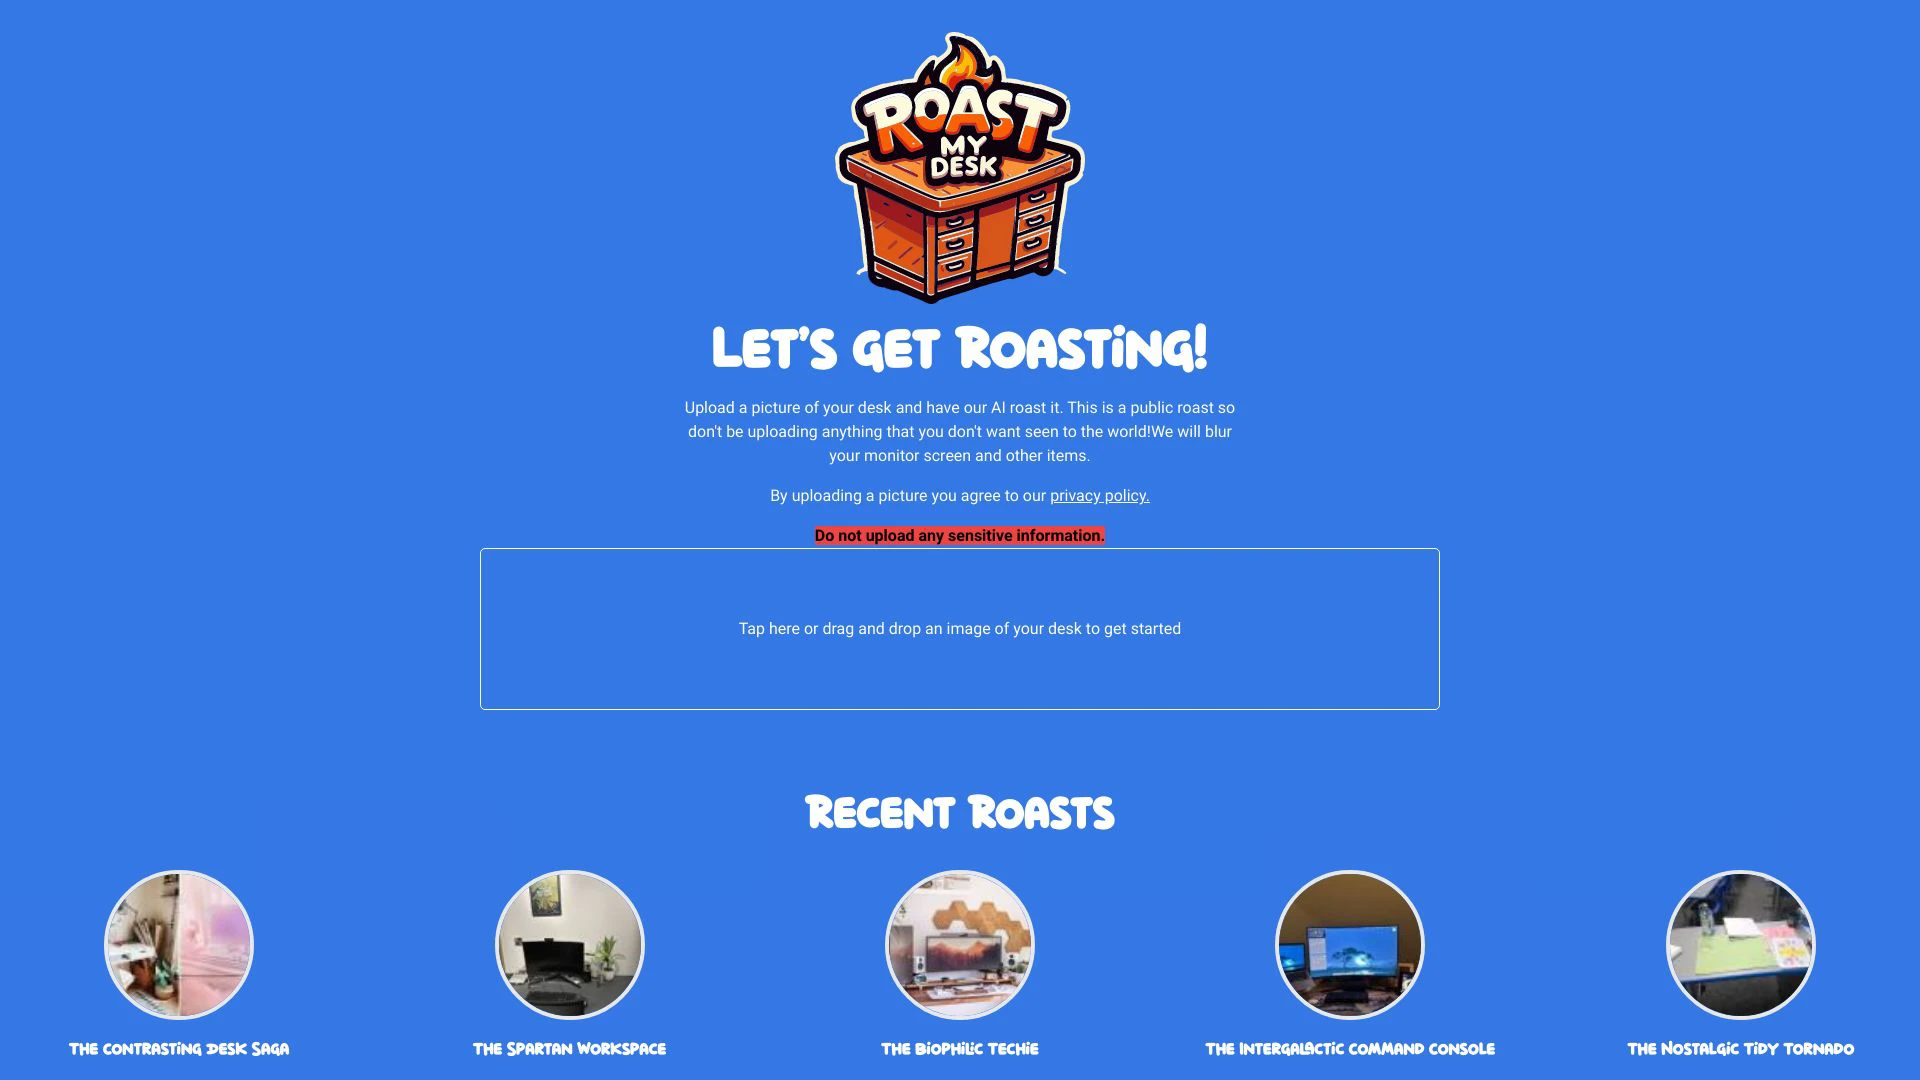 ROAST
MY
DESK
LET'S GET ROASTING!
Upload a picture of your desk and have our AI roast it. This is a public roast so
don't be uploading anything that you don't want seen to the world!We will blur
your monitor screen and other items.
By uploading a picture you agree to our privacy policy.
Do not upload any sensitive information.
Tap here or drag and drop an image of your desk to get started
RECENT ROASTS
THE CONTRASTING DESK SAGA
THE SPARTAN WORKSPACE
THE BIOPHILIC TECHIE
THE INTERGALACTIC COMMAND CONSOLE
THE NOSTALGIC TIDY TORNADO